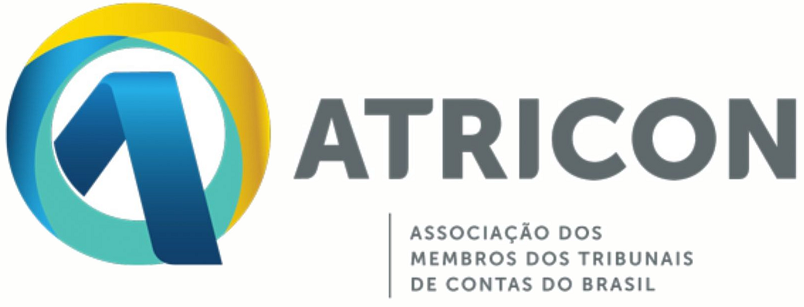 ATRICON
ASSOCIAÇÃO DOS
MEMBROS DOS TRIBUNAIS
DE CONTAS DO BRASIL